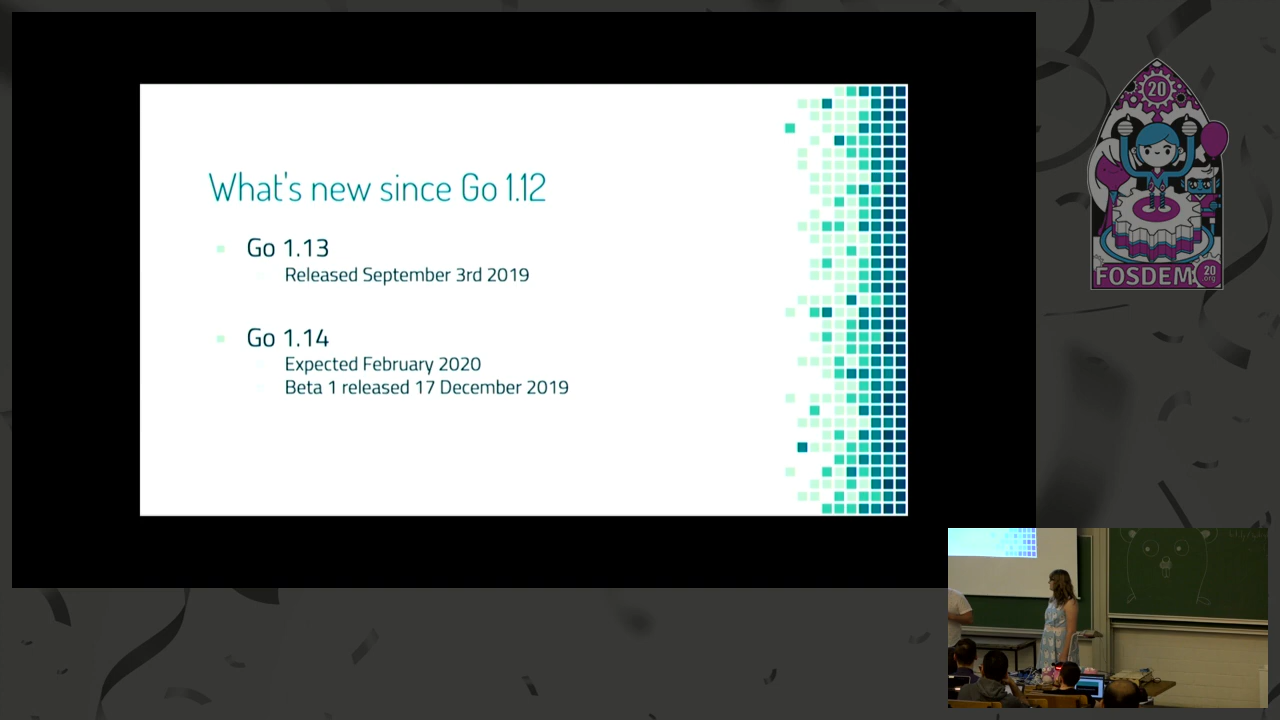 What's new since Go 1.12
Go 1.13
Released September 3rd 2019
Go 1.14
Expected February 2020
Beta 1 released 17 December 2019
20
FOSDEM
20
org